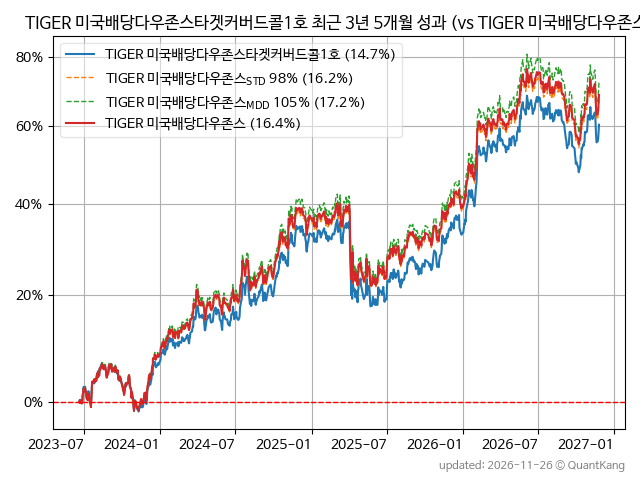 TIGER 미국배당다우존스타겟커버드콜1호 최근 3년 5개월 성과 (vs TIGER 미국배당다우존스
80%
60%
40%
20%
0%
TIGER 미국배당다우존스타겟커버드콜1호 (14.7%)
TIGER 미국배당다우존스STD 98% (16.2%)
TIGER 미국배당다우존스MDD 105% (17.2%)
TIGER 미국배당다우존스 (16.4%)
2023-07 2024-01 2024-07 2025-01 2025-07 2026-01 2026-07 2027-01
updated: 2026-11-26 © QuantKang